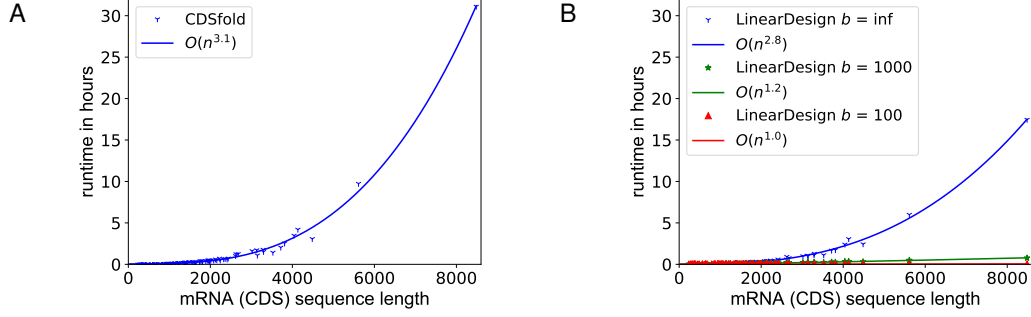 A
30
25
20
15
10
5
0
runtime in hours
CDSfold
O(n^3.1)
0 2000 4000 6000 8000
mRNA (CDS) sequence length
B
30
25
20
15
10
5
0
runtime in hours
LinearDesign b = inf
O(n^2.8)
LinearDesign b = 1000
O(n^1.2)
LinearDesign b = 100
O(n^1.0)
0 2000 4000 6000 8000
mRNA (CDS) sequence length